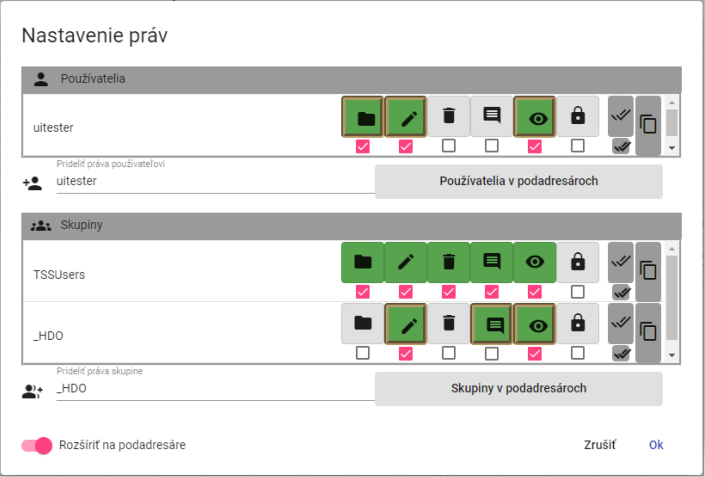 Nastavenie práv
Používatelia
uitester
Prideliť práva používateľovi
uitester
Používatelia v podadresároch
Skupiny
TSSUsers
_HDO
Prideliť práva skupine
_HDO
Skupiny v podadresároch
Rozšíriť na podadresáre
Zrušiť
Ok